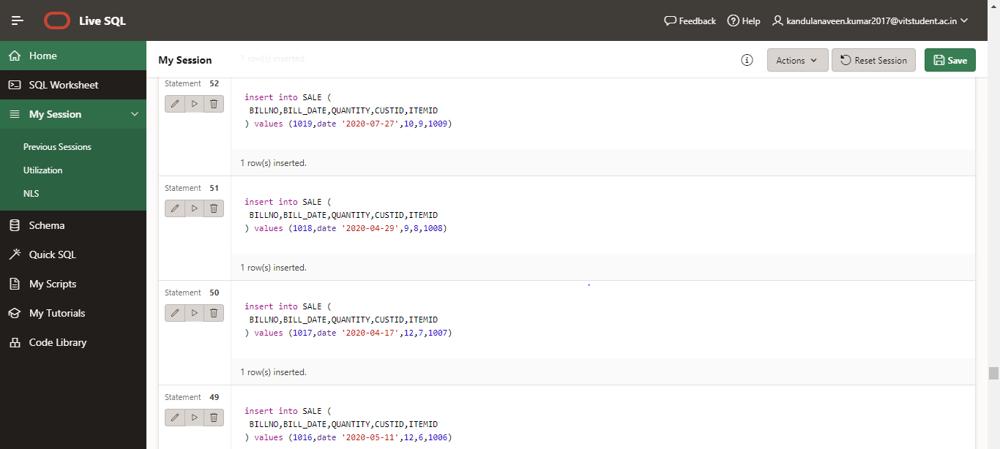 Live SQL
Feedback
Help
kandulanaveen.kumar2017@vitstudent.ac.in
Home
SQL Worksheet
My Session
Previous Sessions
Utilization
NLS
Schema
Quick SQL
My Scripts
My Tutorials
Code Library
My Session
1 row(s) inserted.
Actions
Reset Session
Save
Statement 52
insert into SALE (
BILLNO,BILL_DATE,QUANTITY,CUSTID,ITEMID
) values (1019,date '2020-07-27',10,9,1009)
1 row(s) inserted.
Statement 51
insert into SALE (
BILLNO,BILL_DATE,QUANTITY,CUSTID,ITEMID
) values (1018,date '2020-04-29',9,8,1008)
1 row(s) inserted.
Statement 50
insert into SALE (
BILLNO,BILL_DATE,QUANTITY,CUSTID,ITEMID
) values (1017,date '2020-04-17',12,7,1007)
1 row(s) inserted.
Statement 49
insert into SALE (
BILLNO,BILL_DATE,QUANTITY,CUSTID,ITEMID
) values (1016,date '2020-05-11',12,6,1006)